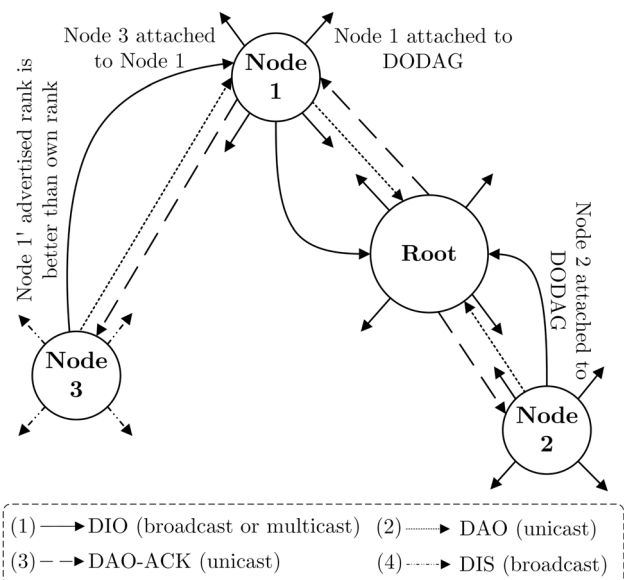 Node 3 attached
to Node 1
Node 1 attached to
DODAG
Node 1' advertised rank is
better than own rank
Node
1
Root
Node 2 attached to
DODAG
Node
3
Node
2
(1) DIO (broadcast or multicast) (2) DAO (unicast)
(3) DAO-ACK (unicast) (4) DIS (broadcast)